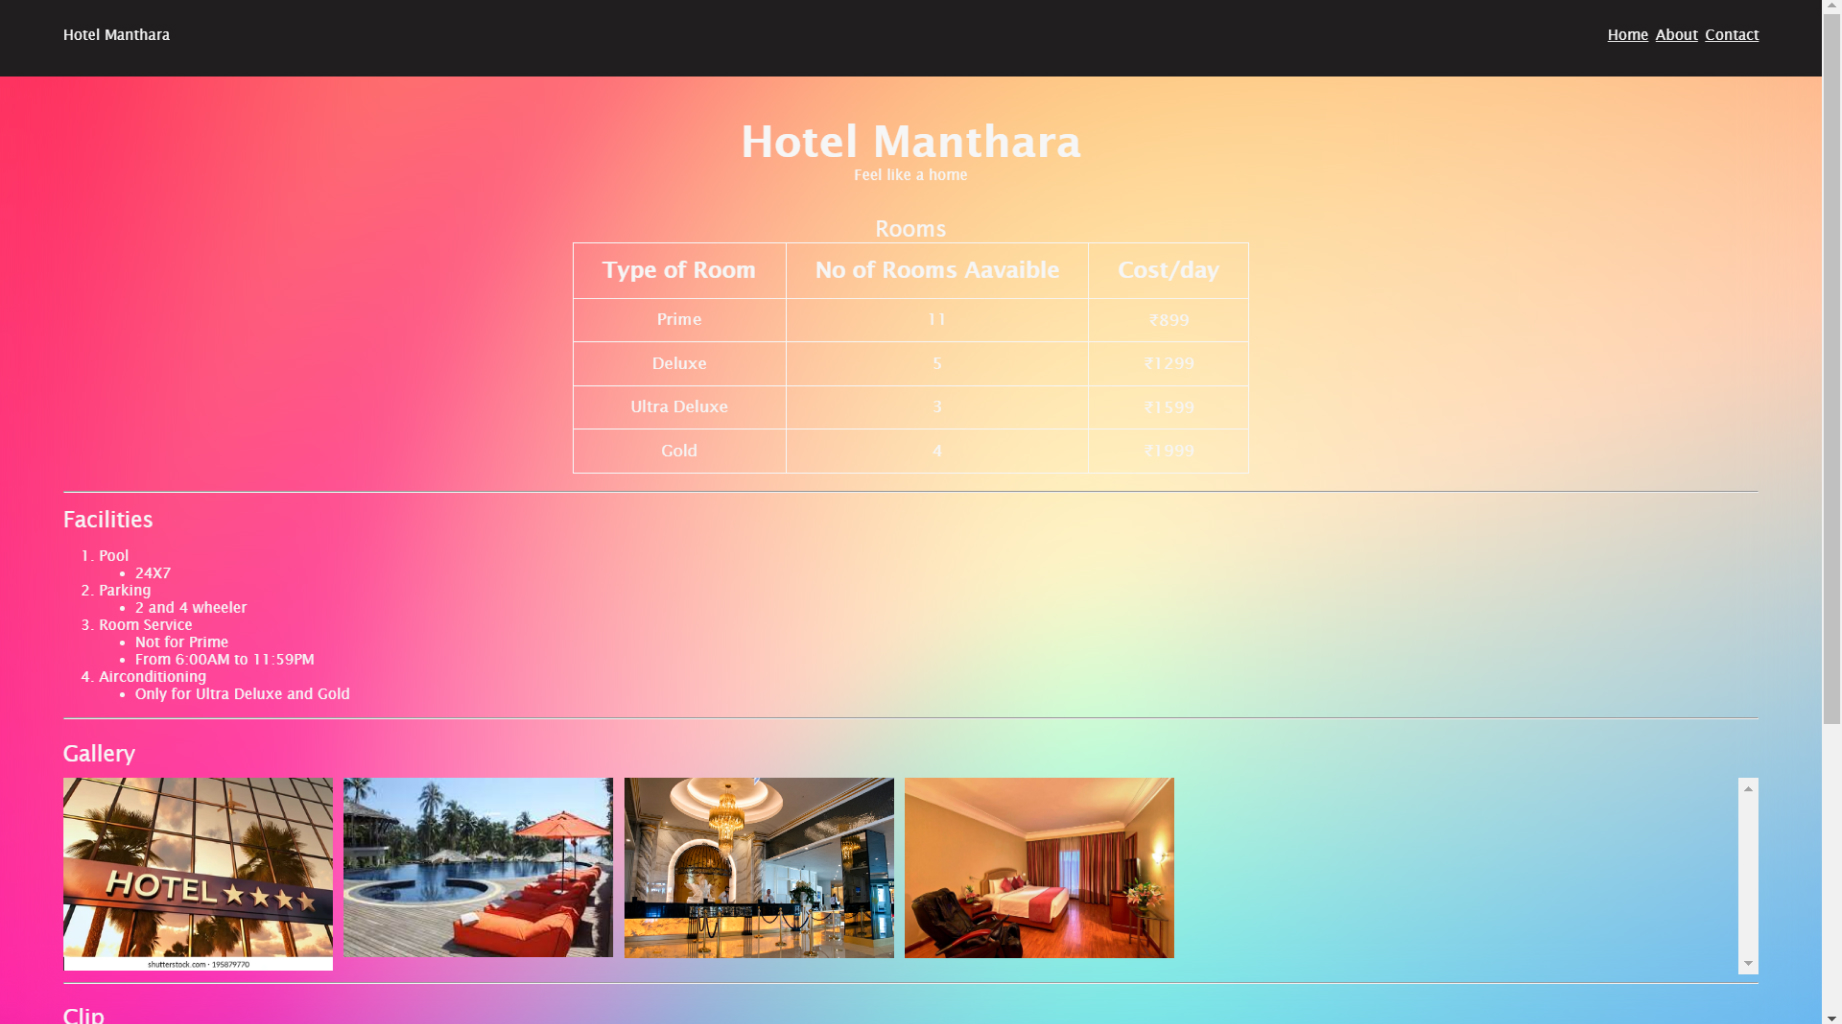 Hotel Manthara
Home About Contact
Hotel Manthara
Feel like a home
Rooms
Type of Room No of Rooms Aavaible Cost/day
Prime 11 ₹899
Deluxe 5 ₹1299
Ultra Deluxe 3 ₹1599
Gold 4 ₹1999
Facilities
1. Pool
• 24X7
2. Parking
• 2 and 4 wheeler
3. Room Service
• Not for Prime
• From 6:00AM to 11:59PM
4. Airconditioning
• Only for Ultra Deluxe and Gold
Gallery
HOTEL
shutterstock.com • 195879770
Clip